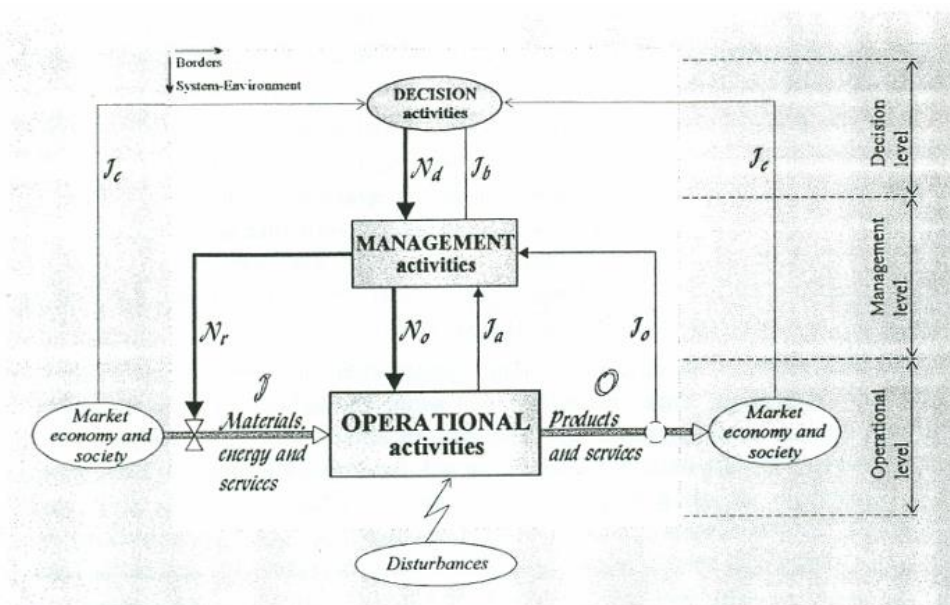 Borders
System-Environment
DECISION
activities
Decision
level
J_c
N_d
J_b
J_c
MANAGEMENT
activities
Management
level
N_r
N_o
J_a
J_o
J
O
Market
economy and
society
Materials,
energy and
services
OPERATIONAL
activities
Products
and services
Market
economy and
society
Operational
level
Disturbances